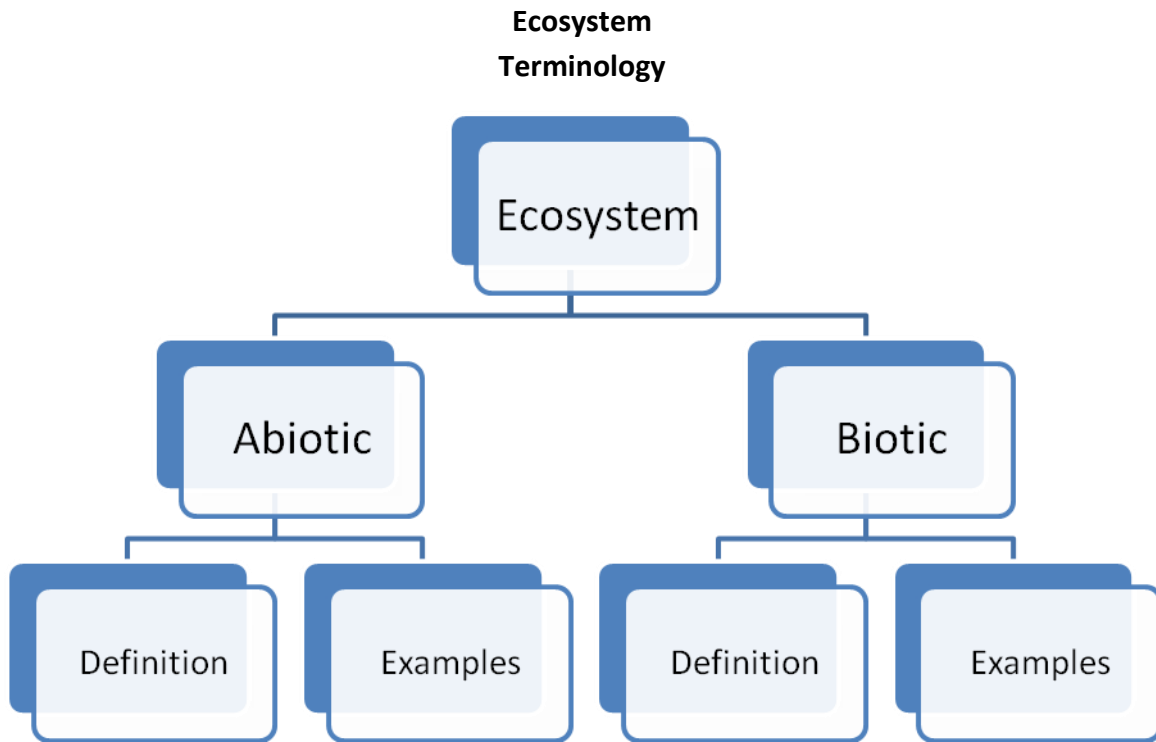 Ecosystem
Terminology
Ecosystem
Abiotic
Biotic
Definition
Examples
Definition
Examples